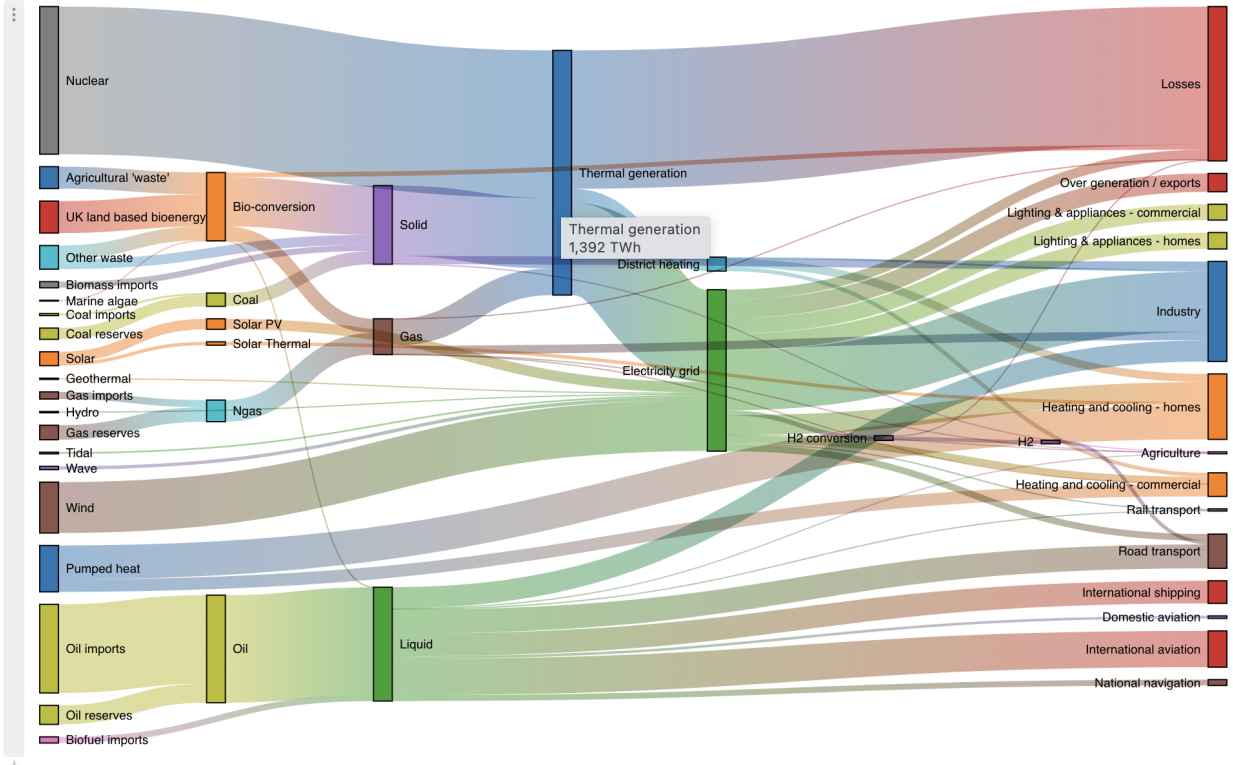 Nuclear
Agricultural 'waste'
UK land based bioenergy
Other waste
Biomass imports
Marine algae
Coal imports
Coal reserves
Solar
Geothermal
Gas imports
Hydro
Gas reserves
Tidal
Wave
Wind
Pumped heat
Oil imports
Oil reserves
Biofuel imports
Bio-conversion
Coal
Solar PV
Solar Thermal
Ngas
Oil
Solid
Gas
Liquid
Thermal generation
Thermal generation
1,392 TWh
District heating
Electricity grid
H2 conversion
H2
Losses
Over generation / exports
Lighting & appliances - commercial
Lighting & appliances - homes
Industry
Heating and cooling - homes
Agriculture
Heating and cooling - commercial
Rail transport
Road transport
International shipping
Domestic aviation
International aviation
National navigation